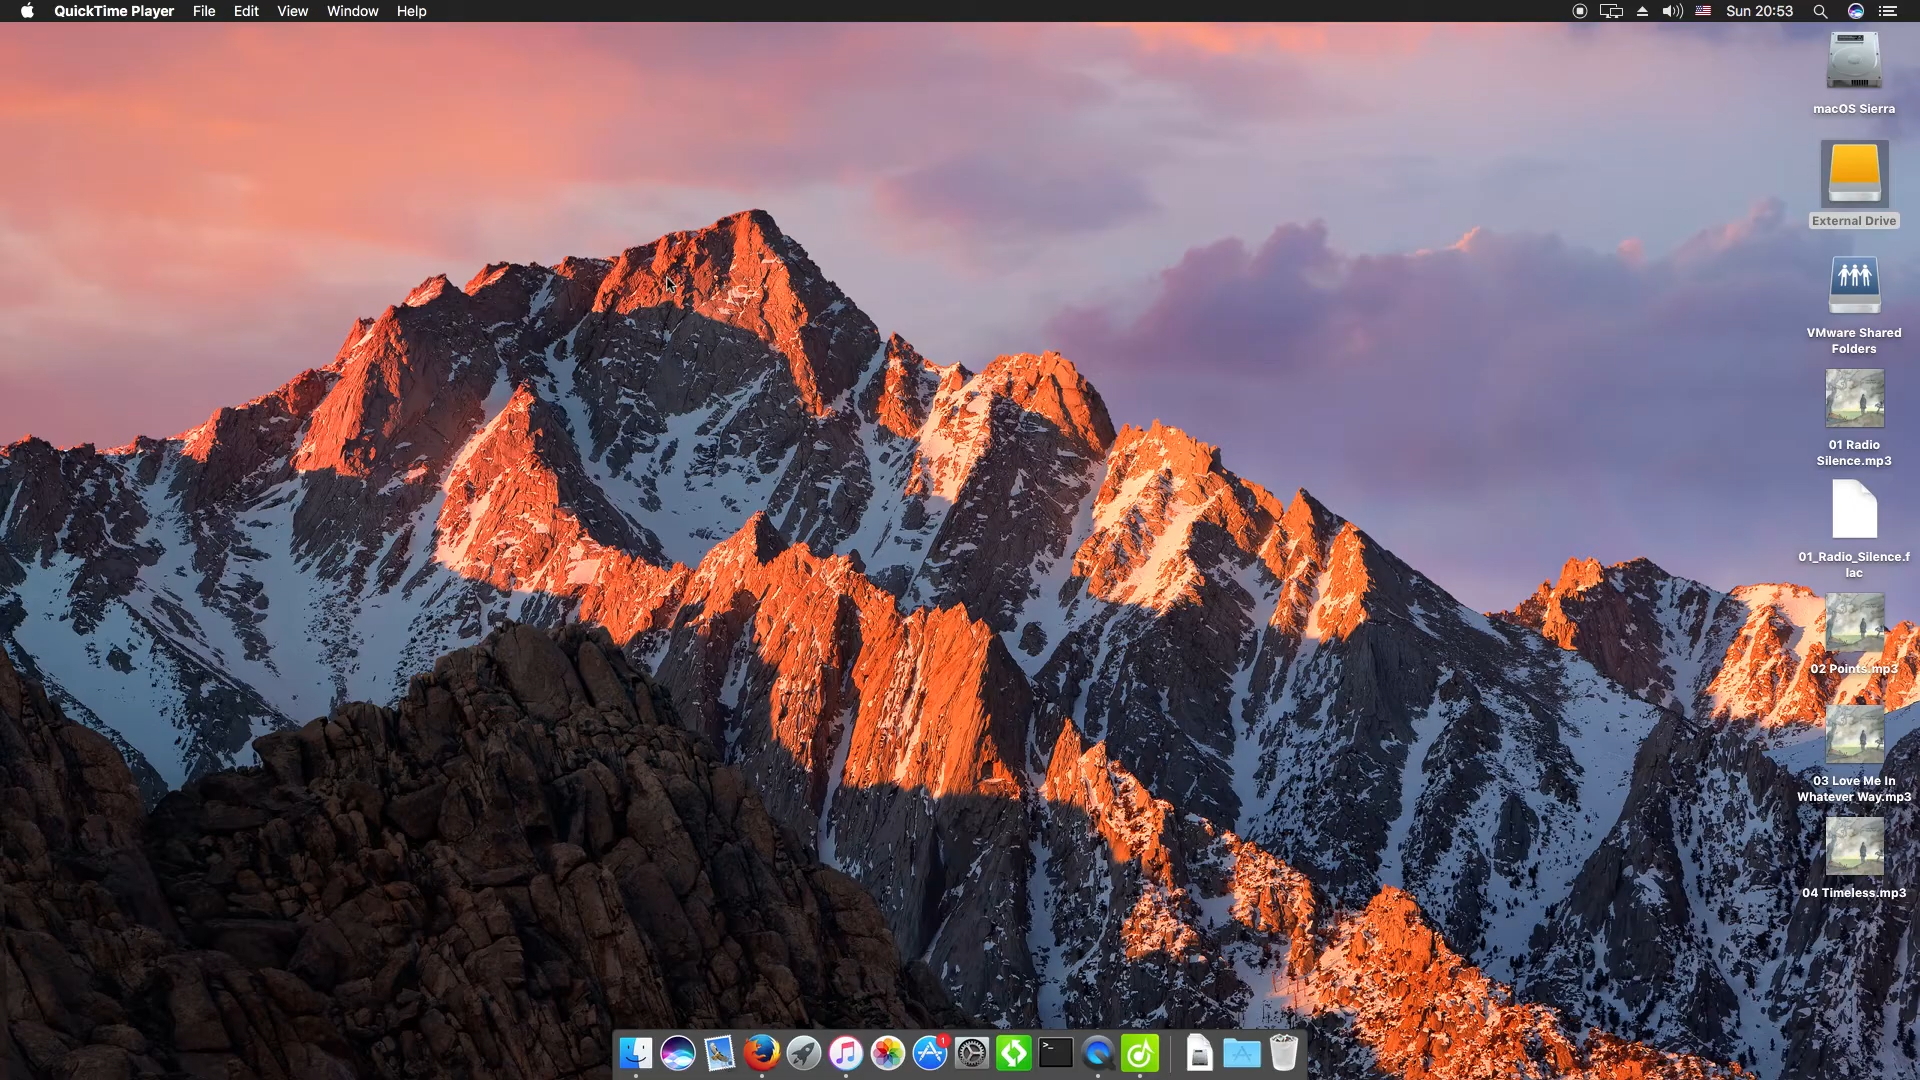 QuickTime Player File Edit View Window Help Sun 20:53
macOS Sierra
External Drive
VMware Shared
Folders
01 Radio
Silence.mp3
01_Radio_Silence.f
lac
02 Points.mp3
03 Love Me In
Whatever Way.mp3
04 Timeless.mp3
1